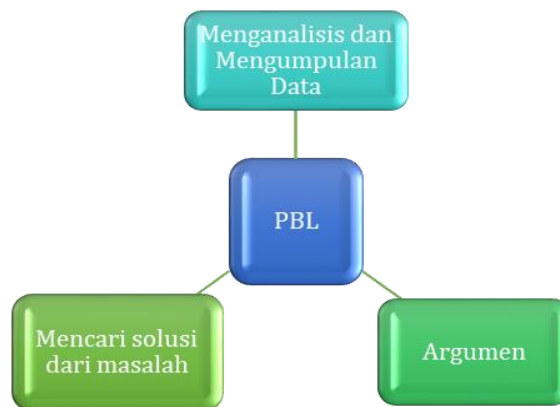 Menganalisis dan
Mengumpulan
Data
PBL
Mencari solusi
dari masalah
Argumen